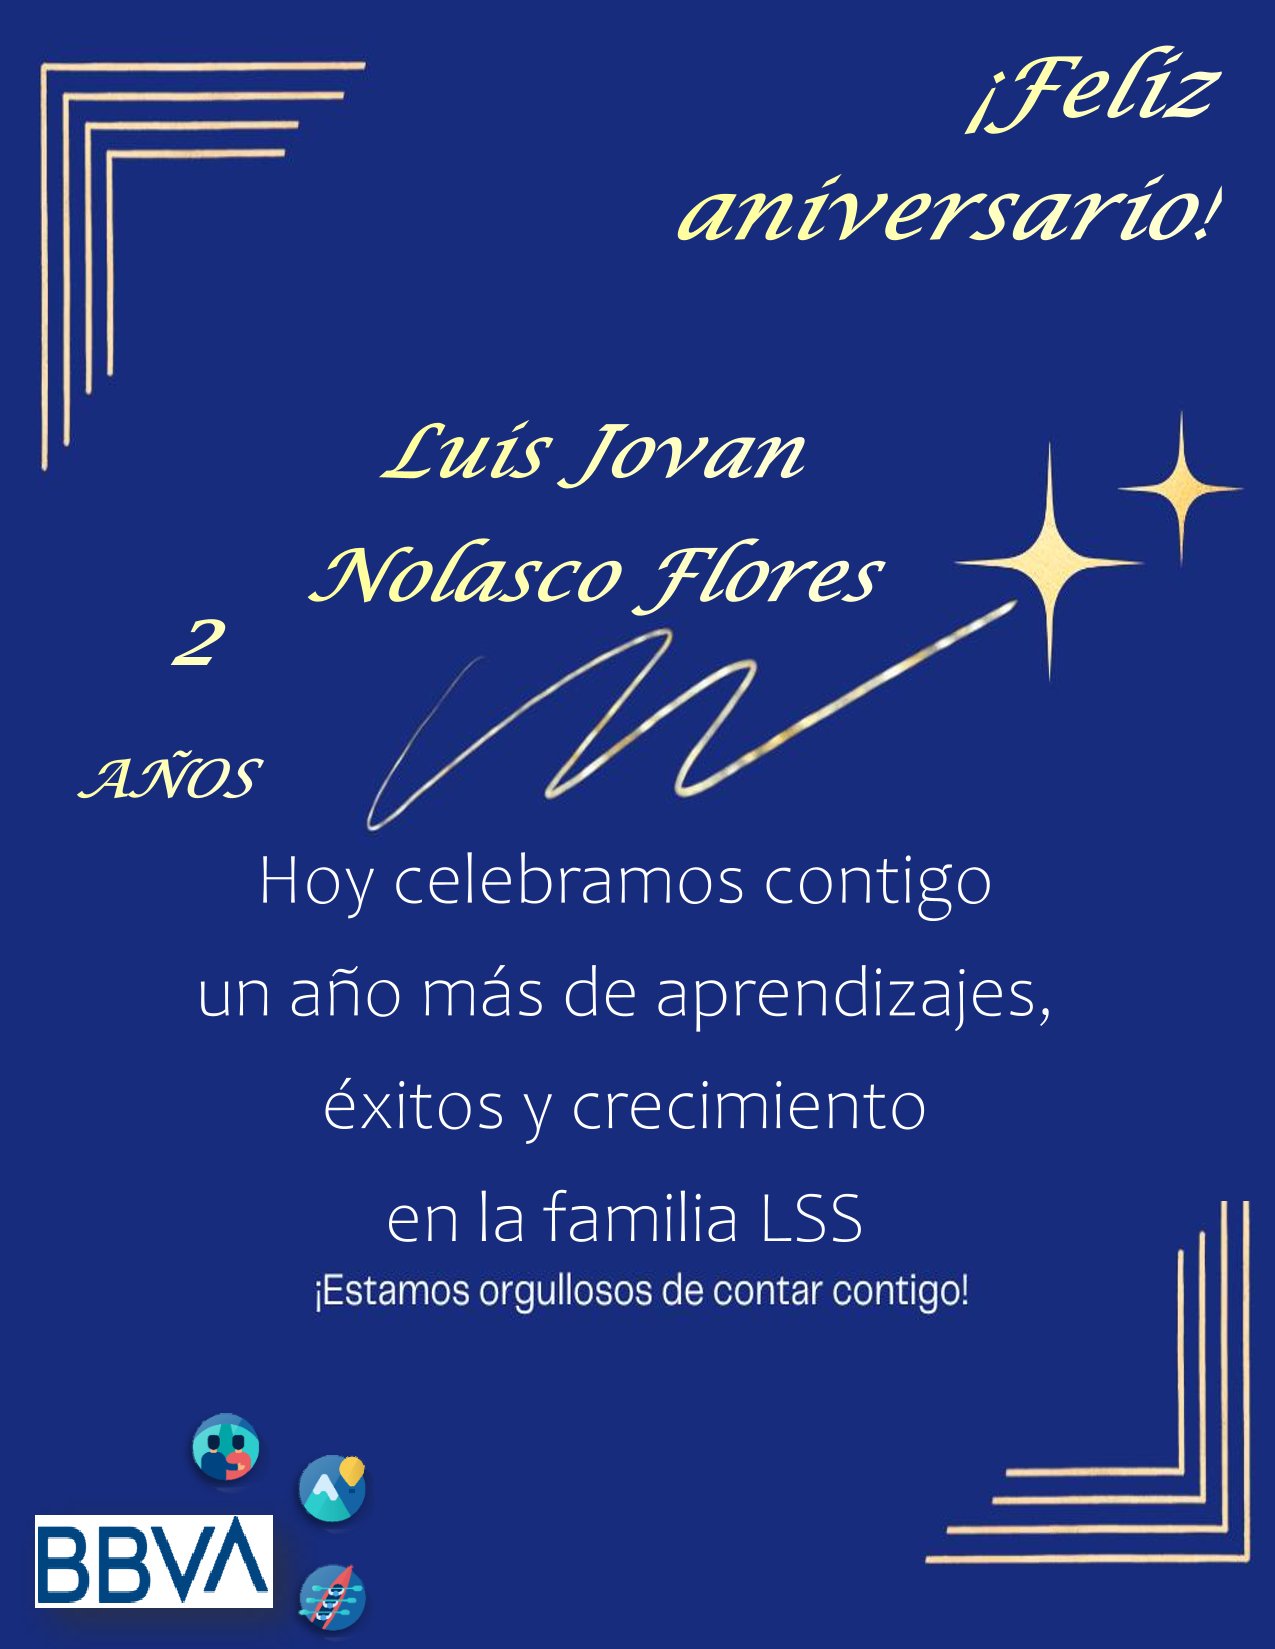 ¡Feliz
aniversario!
Luis Jovan
Nolasco Flores
2
AÑOS
Hoy celebramos contigo
un año más de aprendizajes,
éxitos y crecimiento
en la familia LSS
¡Estamos orgullosos de contar contigo!
BBVA